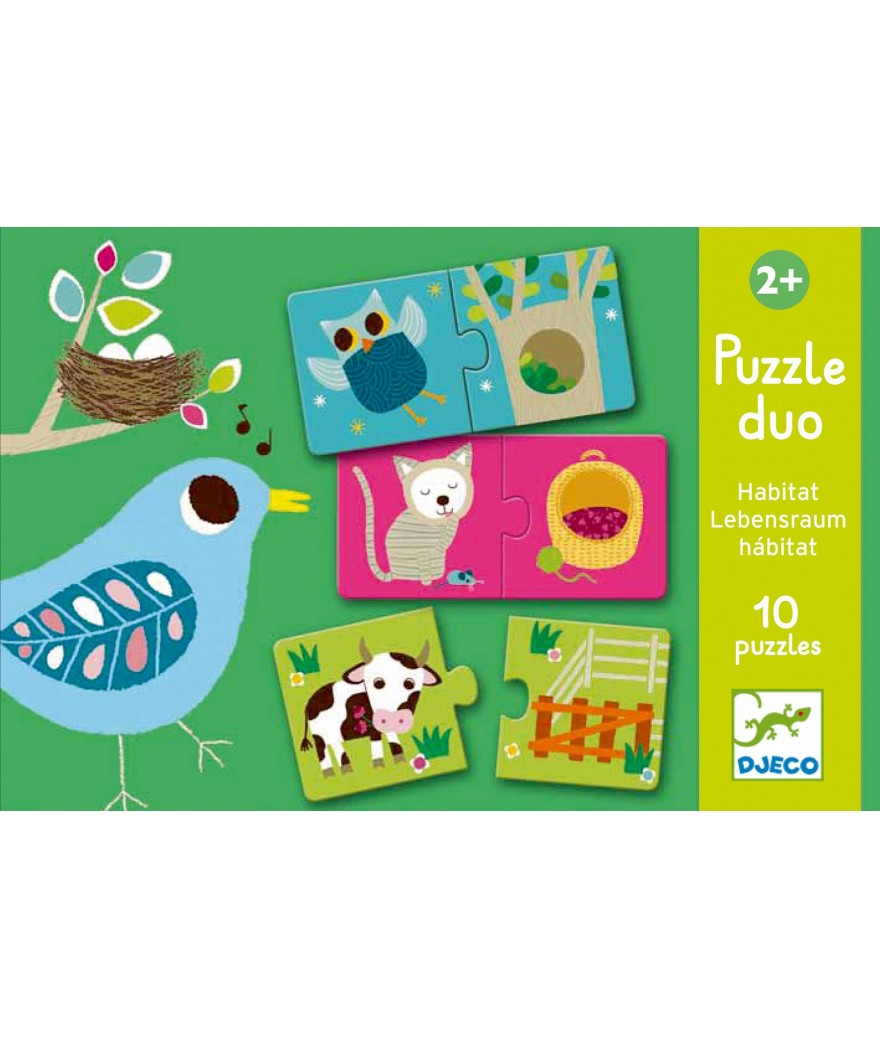 2+
Puzzle
duo
Habitat
Lebensraum
hábitat
10
puzzles
DJECO